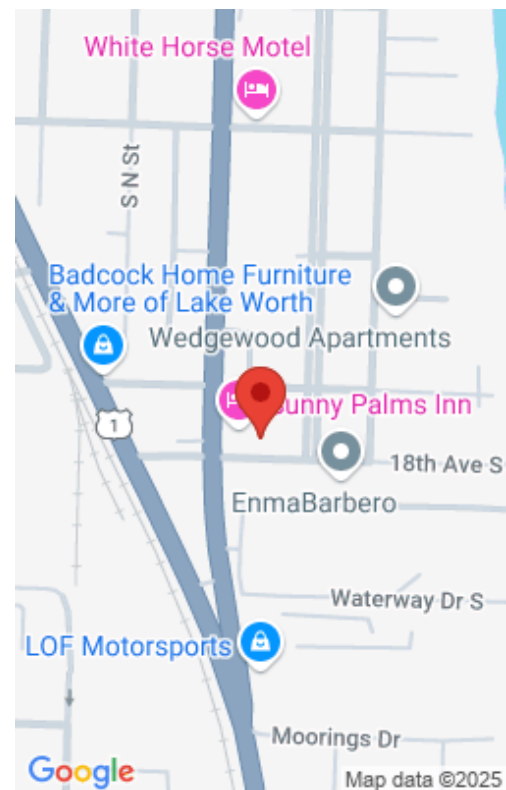 White Horse Motel
S N St
Badcock Home Furniture
& More of Lake Worth
Wedgewood Apartments
Sunny Palms Inn
1
18th Ave S
EnmaBarbero
Waterway Dr S
LOF Motorsports
Moorings Dr
Google
Map data ©2025